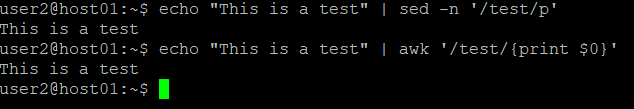 user2@host01:~$ echo "This is a test" | sed -n '/test/p'
This is a test
user2@host01:~$ echo "This is a test" | awk '/test/{print $0}'
This is a test
user2@host01:~$